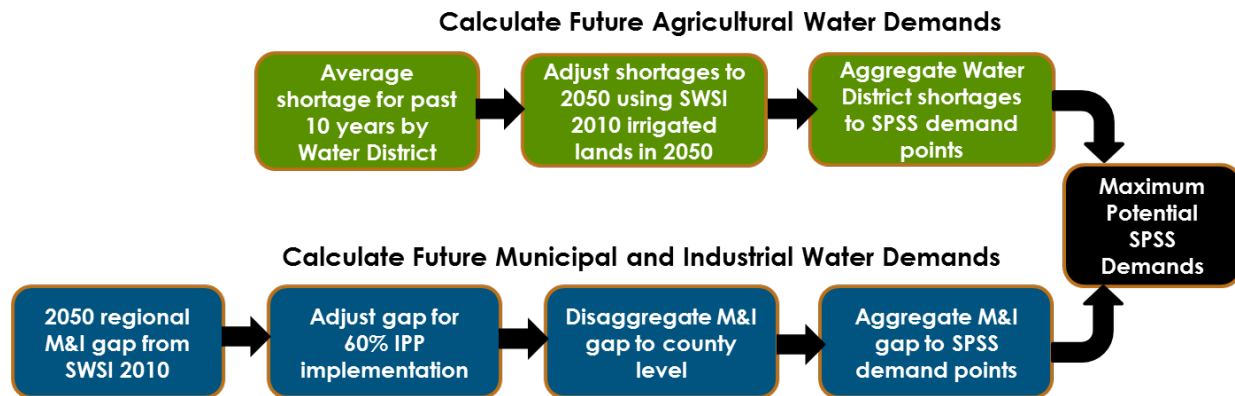 Calculate Future Agricultural Water Demands
Average
shortage for past
10 years by
Water District
Adjust shortages to
2050 using SWSI
2010 irrigated
lands in 2050
Aggregate Water
District shortages
to SPSS demand
points
Maximum
Potential
SPSS
Demands
Calculate Future Municipal and Industrial Water Demands
2050 regional
M&I gap from
SWSI 2010
Adjust gap for
60% IPP
implementation
Disaggregate M&I
gap to county
level
Aggregate M&I
gap to SPSS
demand points